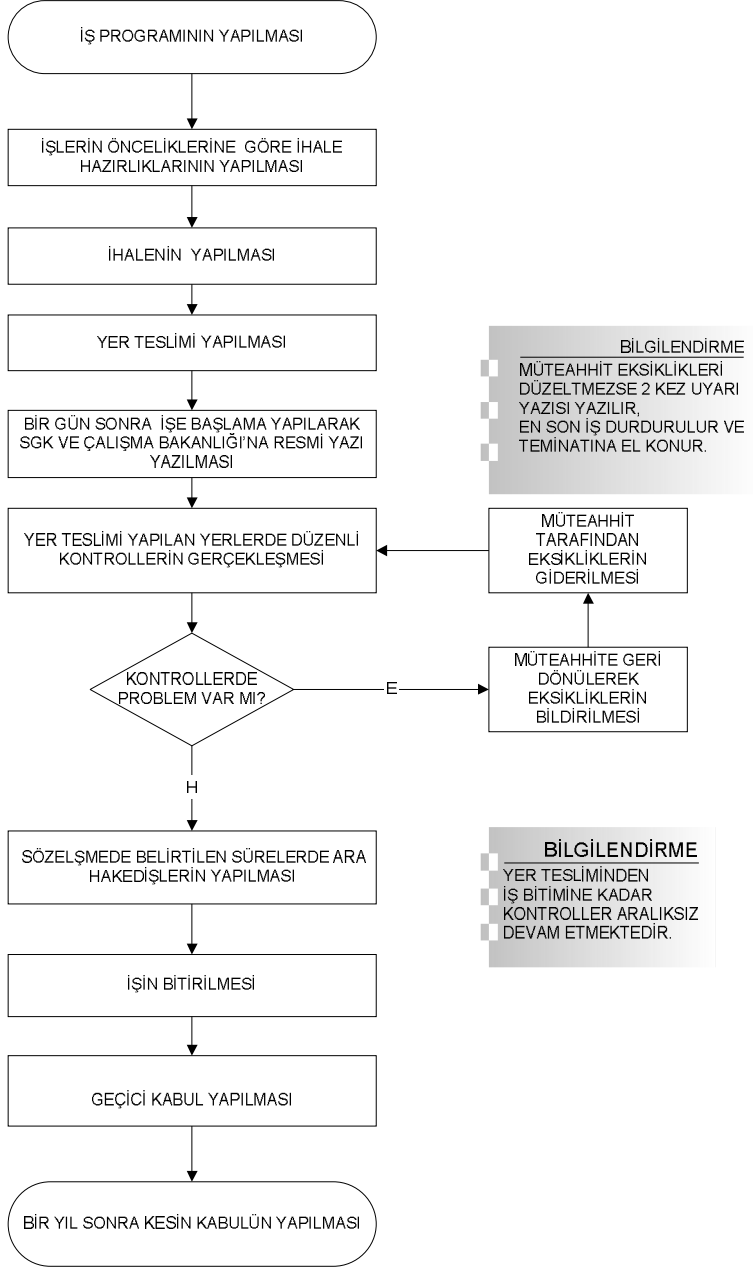 İŞ PROGRAMININ YAPILMASI
İŞLERİN ÖNCELİKLERİNE GÖRE İHALE
HAZIRLIKLARININ YAPILMASI
İHALENİN YAPILMASI
YER TESLİMİ YAPILMASI
BİR GÜN SONRA İŞE BAŞLAMA YAPILARAK
SGK VE ÇALIŞMA BAKANLIĞI'NA RESMİ YAZI
YAZILMASI
BİLGİLENDİRME
MÜTEAHHİT EKSİKLİKLERİ
DÜZELTMEZSE 2 KEZ UYARI
YAZISI YAZILIR,
EN SON İŞ DURDURULUR VE
TEMİNATINA EL KONUR.
YER TESLİMİ YAPILAN YERLERDE DÜZENLİ
KONTROLLERİN GERÇEKLEŞMESİ
MÜTEAHHİT
TARAFINDAN
EKSİKLİKLERİN
GİDERİLMESİ
KONTROLLERDE
PROBLEM VAR MI?
E
MÜTEAHHİTE GERİ
DÖNÜLEREK
EKSİKLİKLERİN
BİLDİRİLMESİ
H
SÖZELŞMEDE BELİRTİLEN SÜRELERDE ARA
HAKEDİŞLERİN YAPILMASI
BİLGİLENDİRME
YER TESLİMİNDEN
İŞ BİTİMİNE KADAR
KONTROLLER ARALIKSIZ
DEVAM ETMEKTEDİR.
İŞİN BİTİRİLMESİ
GEÇİCİ KABUL YAPILMASI
BİR YIL SONRA KESİN KABULÜN YAPILMASI